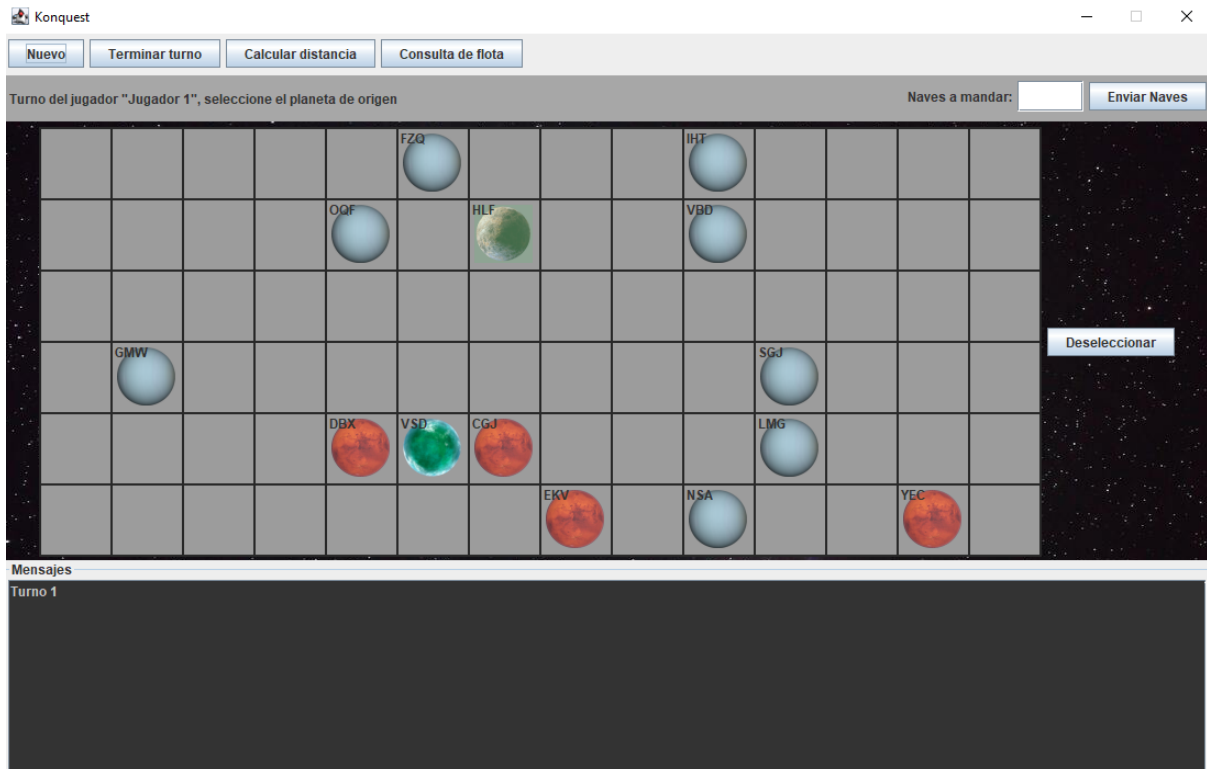 Konquest
Nuevo Terminar turno Calcular distancia Consulta de flota
Turno del jugador "Jugador 1", seleccione el planeta de origen Naves a mandar: Enviar Naves
FZQ IHT
OQF HLF VBD
Deseleccionar
GMW SGJ
DBX VSD CGJ LMG
EKV NSA YEC
Mensajes
Turno 1